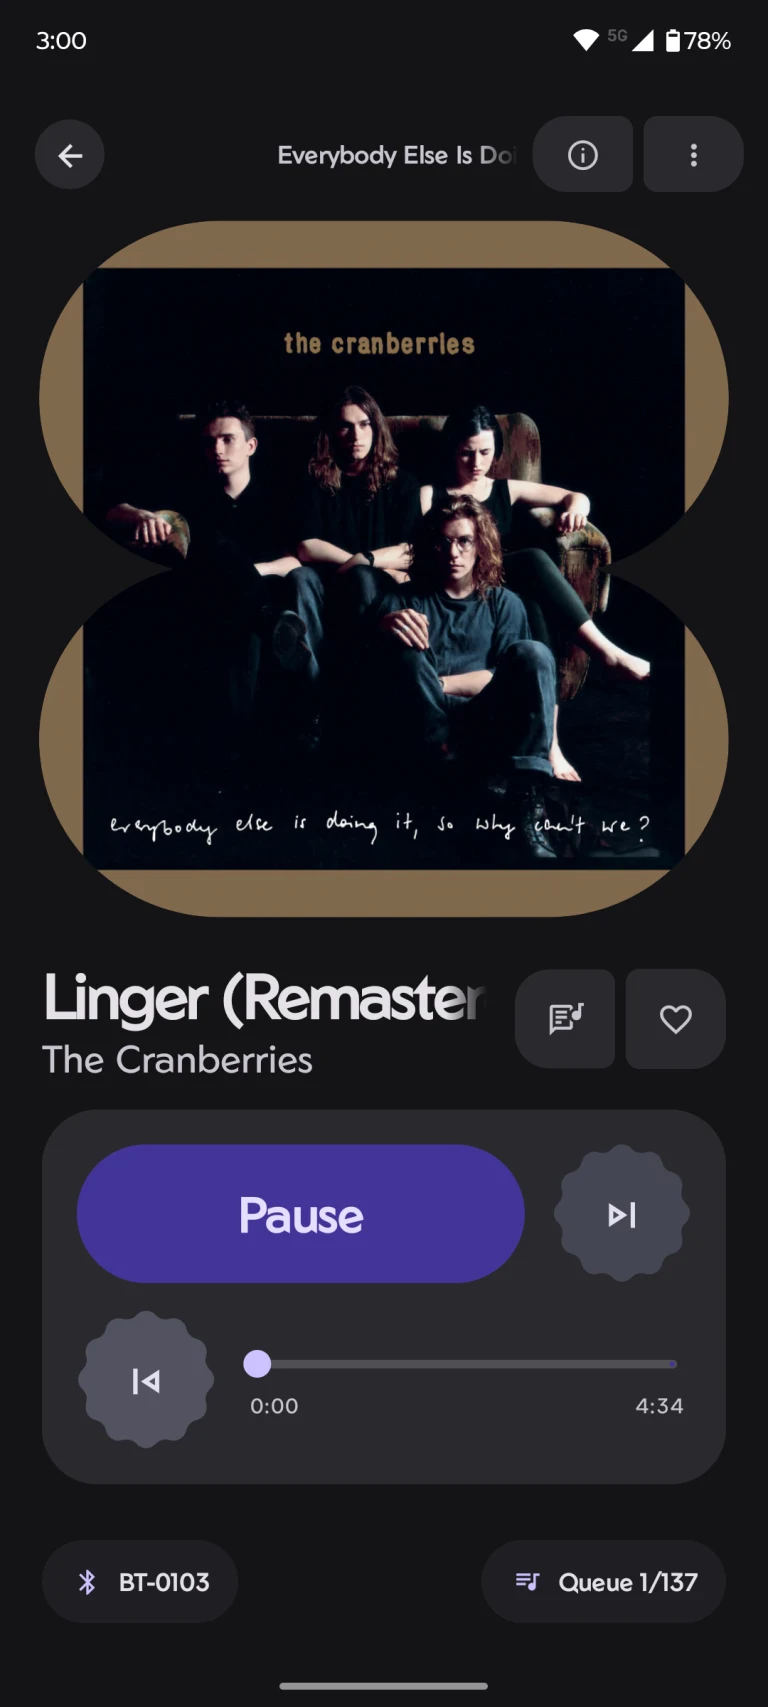 3:00 5G 78%
Everybody Else Is Doi
the cranberries
everybody else is doing it, so why can't we?
Linger (Remaster
The Cranberries
Pause
0:00 4:34
BT-0103 Queue 1/137